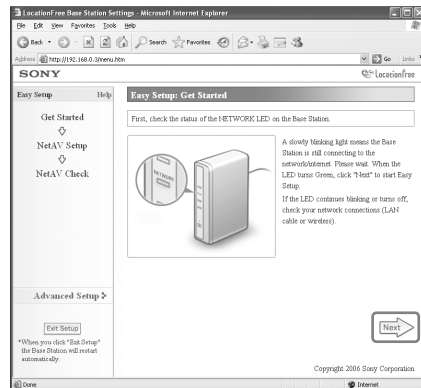 LocationFree Base Station Settings - Microsoft Internet Explorer
File Edit View Favorites Tools Help
Back Search Favorites
Address http://192.168.0.3/menu.htm Go Links
SONY LocationFree
Easy Setup Help
Get Started
NetAV Setup
NetAV Check
Advanced Setup
Exit Setup
*When you click "Exit Setup"
the Base Station will restart
automatically.
Easy Setup: Get Started
First, check the status of the NETWORK LED on the Base Station.
NETWORK
A slowly blinking light means the Base
Station is still connecting to the
network/internet. Please wait. When the
LED turns Green, click "Next" to start Easy
Setup.
If the LED continues blinking or turns off,
check your network connections (LAN
cable or wireless).
Next
Copyright 2006 Sony Corporation
Done Internet